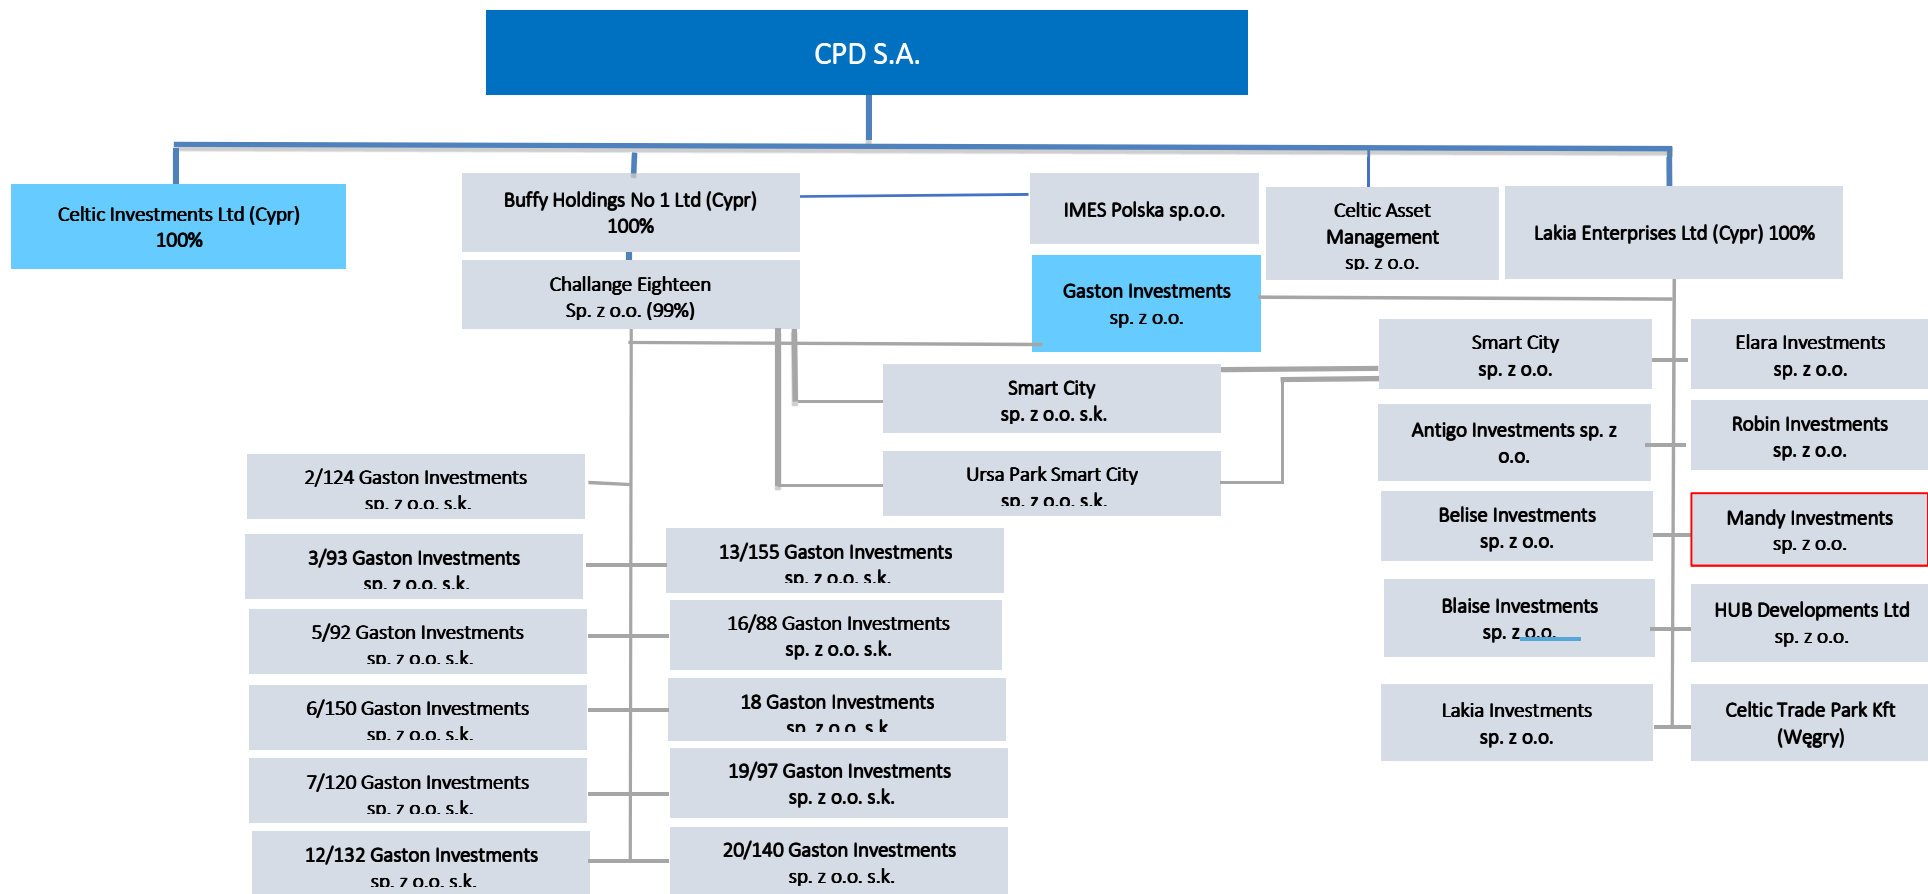 CPD S.A.
Celtic Investments Ltd (Cypr)
100%
Buffy Holdings No 1 Ltd (Cypr)
100%
IMES Polska sp.o.o.
Celtic Asset
Management
sp. z o.o.
Lakia Enterprises Ltd (Cypr) 100%
Challange Eighteen
Sp. z o.o. (99%)
Gaston Investments
sp. z o.o.
Smart City
sp. z o.o. s.k.
Ursa Park Smart City
sp. z o.o. s.k.
Smart City
sp. z o.o.
Elara Investments
sp. z o.o.
Antigo Investments sp. z
o.o.
Robin Investments
sp. z o.o.
Belise Investments
sp. z o.o.
Mandy Investments
sp. z o.o.
Blaise Investments
sp. z o.o.
HUB Developments Ltd
sp. z o.o.
Lakia Investments
sp. z o.o.
Celtic Trade Park Kft
(Węgry)
2/124 Gaston Investments
sp. z o.o. s.k.
3/93 Gaston Investments
sp. z o.o. s.k.
13/155 Gaston Investments
sp. z o.o. s.k.
5/92 Gaston Investments
sp. z o.o. s.k.
16/88 Gaston Investments
sp. z o.o. s.k.
6/150 Gaston Investments
sp. z o.o. s.k.
18 Gaston Investments
sp. z o.o. s.k.
7/120 Gaston Investments
sp. z o.o. s.k.
19/97 Gaston Investments
sp. z o.o. s.k.
12/132 Gaston Investments
sp. z o.o. s.k.
20/140 Gaston Investments
sp. z o.o. s.k.